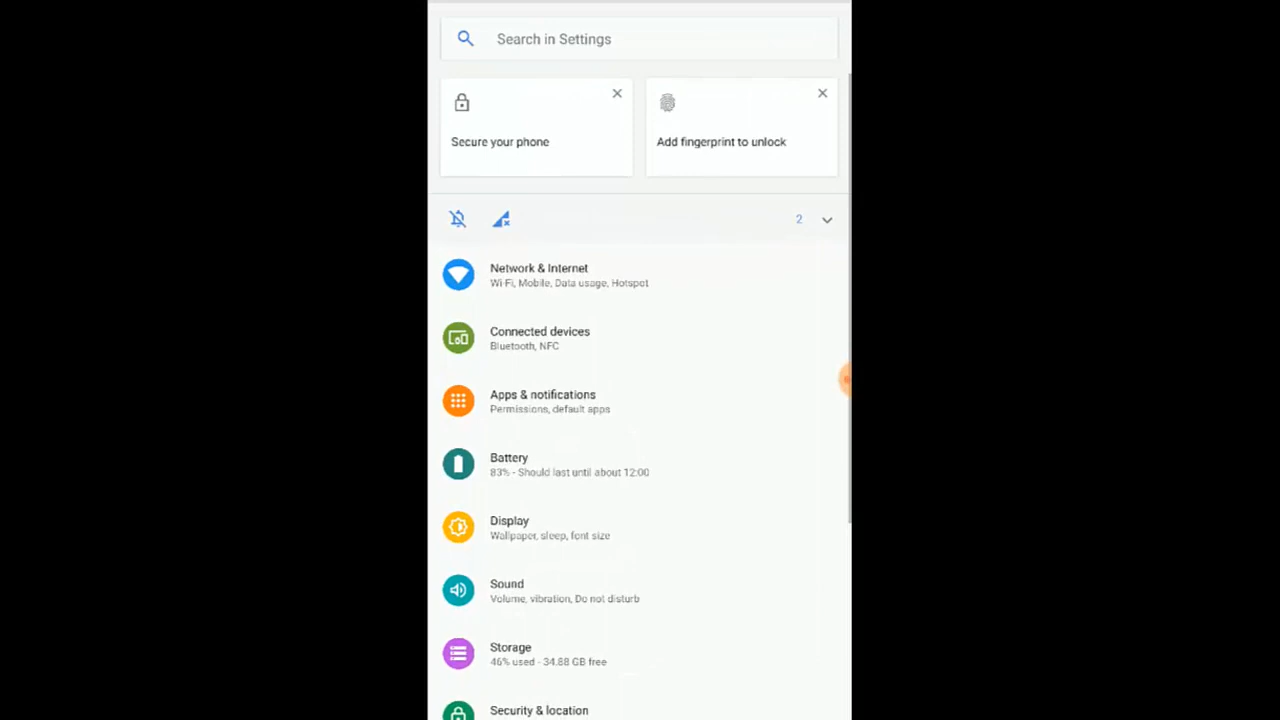 Search in Settings
Secure your phone
Add fingerprint to unlock
2
Network & Internet
Wi-Fi, Mobile, Data usage, Hotspot
Connected devices
Bluetooth, NFC
Apps & notifications
Permissions, default apps
Battery
83% - Should last until about 12:00
Display
Wallpaper, sleep, font size
Sound
Volume, vibration, Do not disturb
Storage
46% used - 34.88 GB free
Security & location